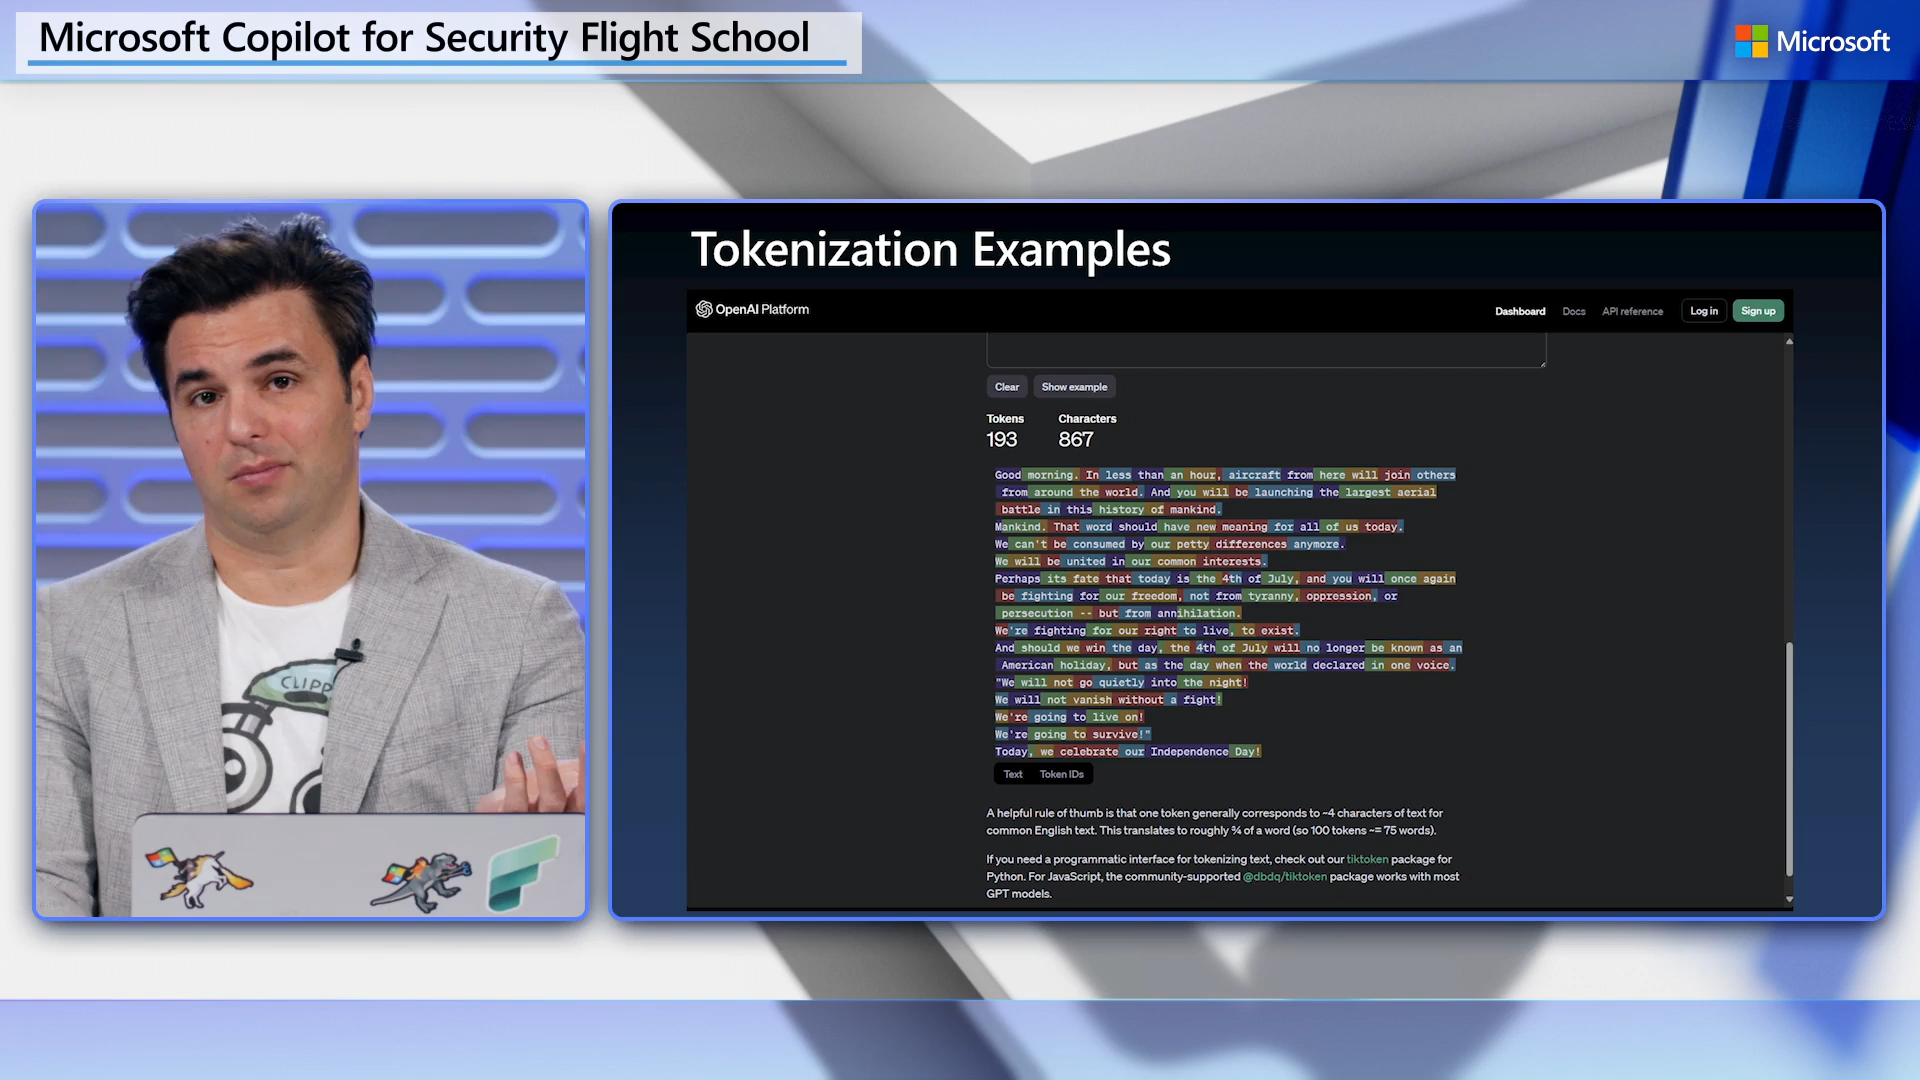 Microsoft Copilot for Security Flight School
Microsoft
Tokenization Examples
OpenAI Platform
Dashboard
Docs
API reference
Log in
Sign up
Clear
Show example
Tokens
Characters
193
867
Good morning. In less than an hour, aircraft from here will join others
from around the world. And you will be launching the largest aerial
battle in this history of mankind.
Mankind. That word should have new meaning for all of us today.
We can't be consumed by our petty differences anymore.
We will be united in our common interests.
Perhaps its fate that today is the 4th of July, and you will once again
be fighting for our freedom, not from tyranny, oppression, or
persecution -- but from annihilation.
We're fighting for our right to live, to exist.
And should we win the day, the 4th of July will no longer be known as an
American holiday, but as the day when the world declared in one voice.
"We will not go quietly into the night!
We will not vanish without a fight!
We're going to live on!
We're going to survive!"
Today, we celebrate our Independence Day!
Text
Token IDs
A helpful rule of thumb is that one token generally corresponds to ~4 characters of text for
common English text. This translates to roughly ¾ of a word (so 100 tokens ~= 75 words).
If you need a programmatic interface for tokenizing text, check out our tiktoken package for
Python. For JavaScript, the community-supported @dbdq/tiktoken package works with most
GPT models.
CLIPP